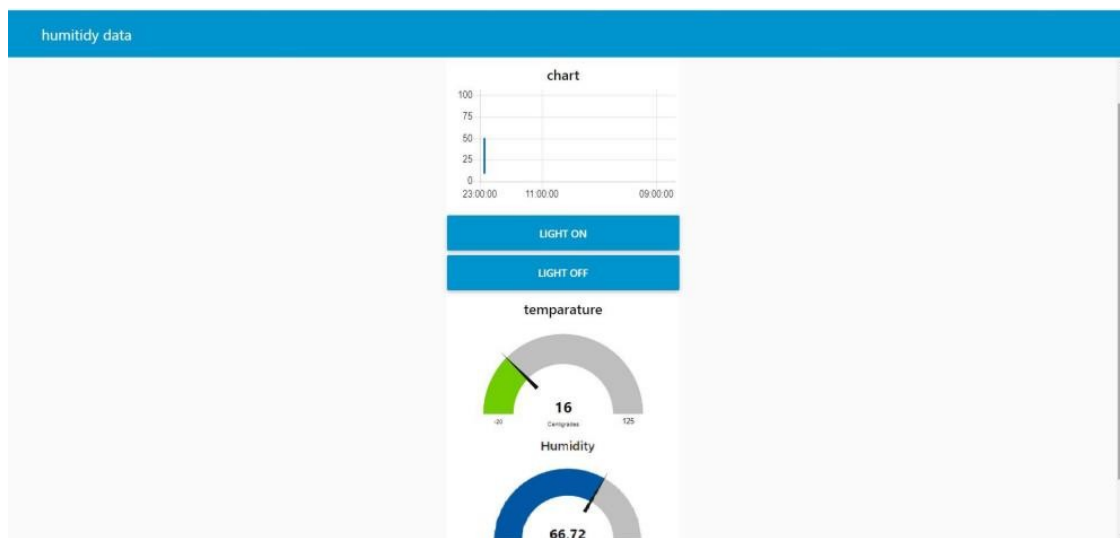 humitidy data
chart
100
75
50
25
0
23:00:00 11:00:00 09:00:00
LIGHT ON
LIGHT OFF
temparature
16
-20 Centigrades 125
Humidity
66.72